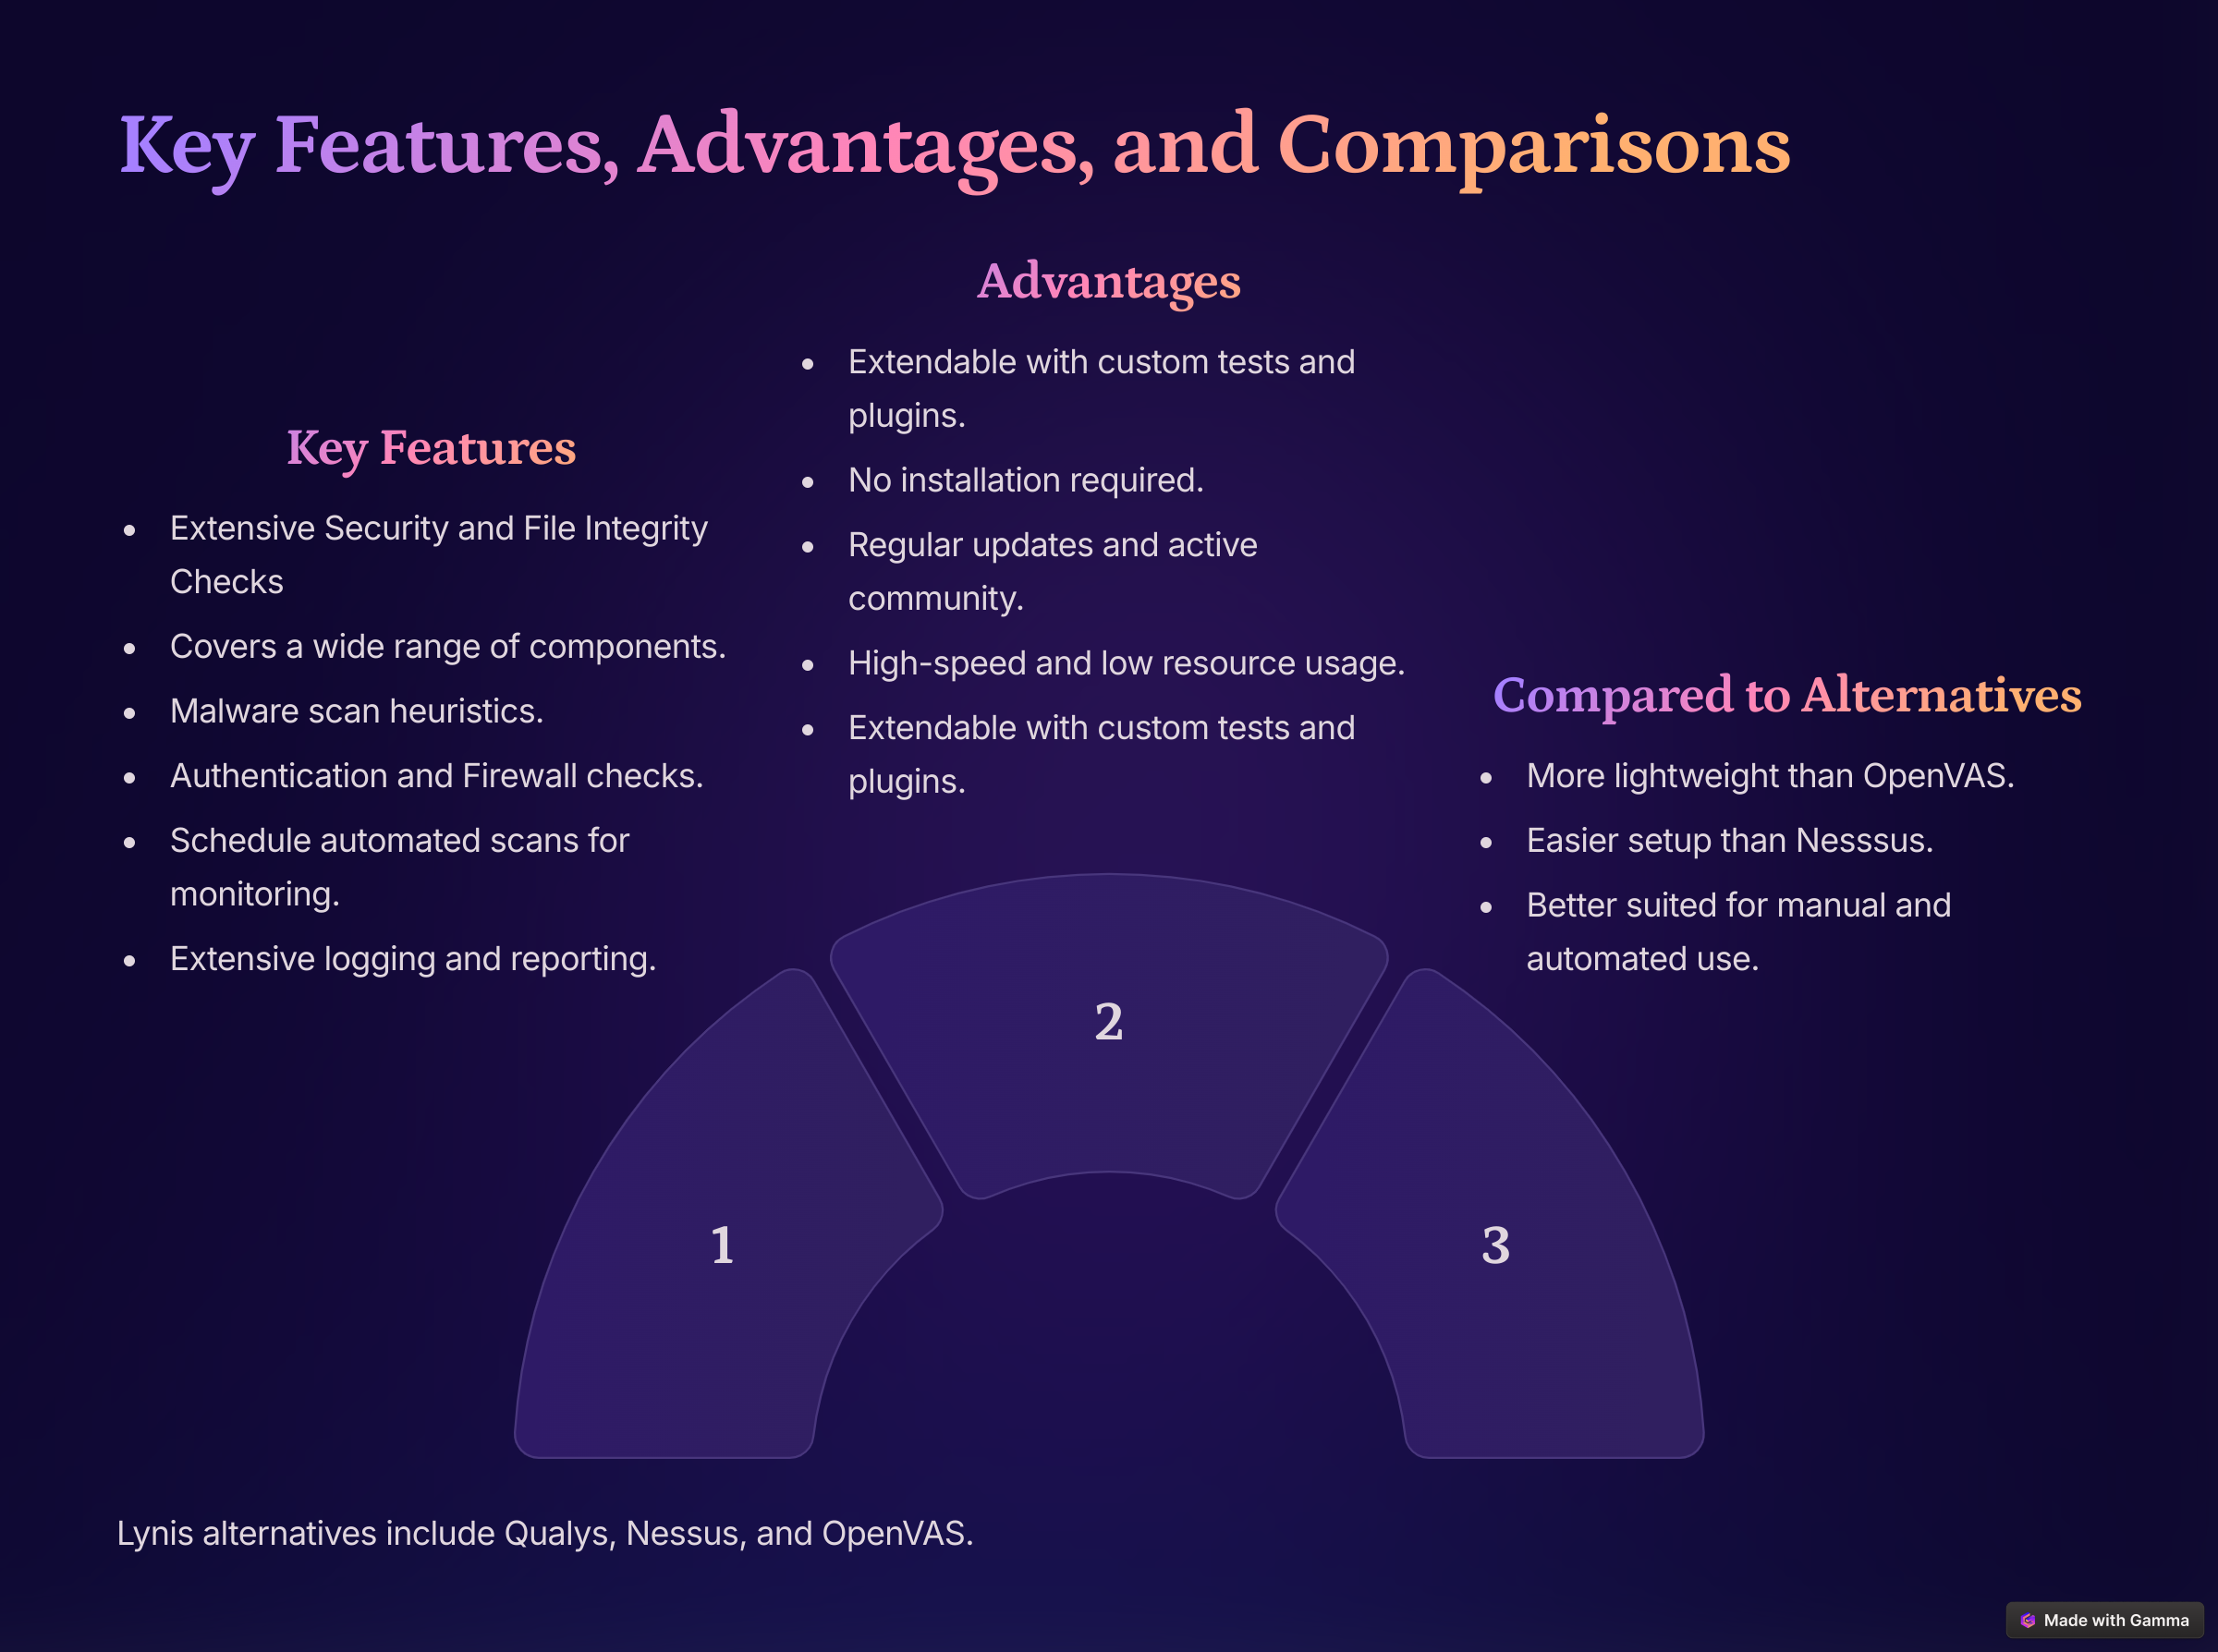 Key Features, Advantages, and Comparisons
Key Features
• Extensive Security and File Integrity
Checks
• Covers a wide range of components.
• Malware scan heuristics.
• Authentication and Firewall checks.
• Schedule automated scans for
monitoring.
• Extensive logging and reporting.
Advantages
• Extendable with custom tests and
plugins.
• No installation required.
• Regular updates and active
community.
• High-speed and low resource usage.
• Extendable with custom tests and
plugins.
Compared to Alternatives
• More lightweight than OpenVAS.
• Easier setup than Nesssus.
• Better suited for manual and
automated use.
1
2
3
Lynis alternatives include Qualys, Nessus, and OpenVAS.
Made with Gamma